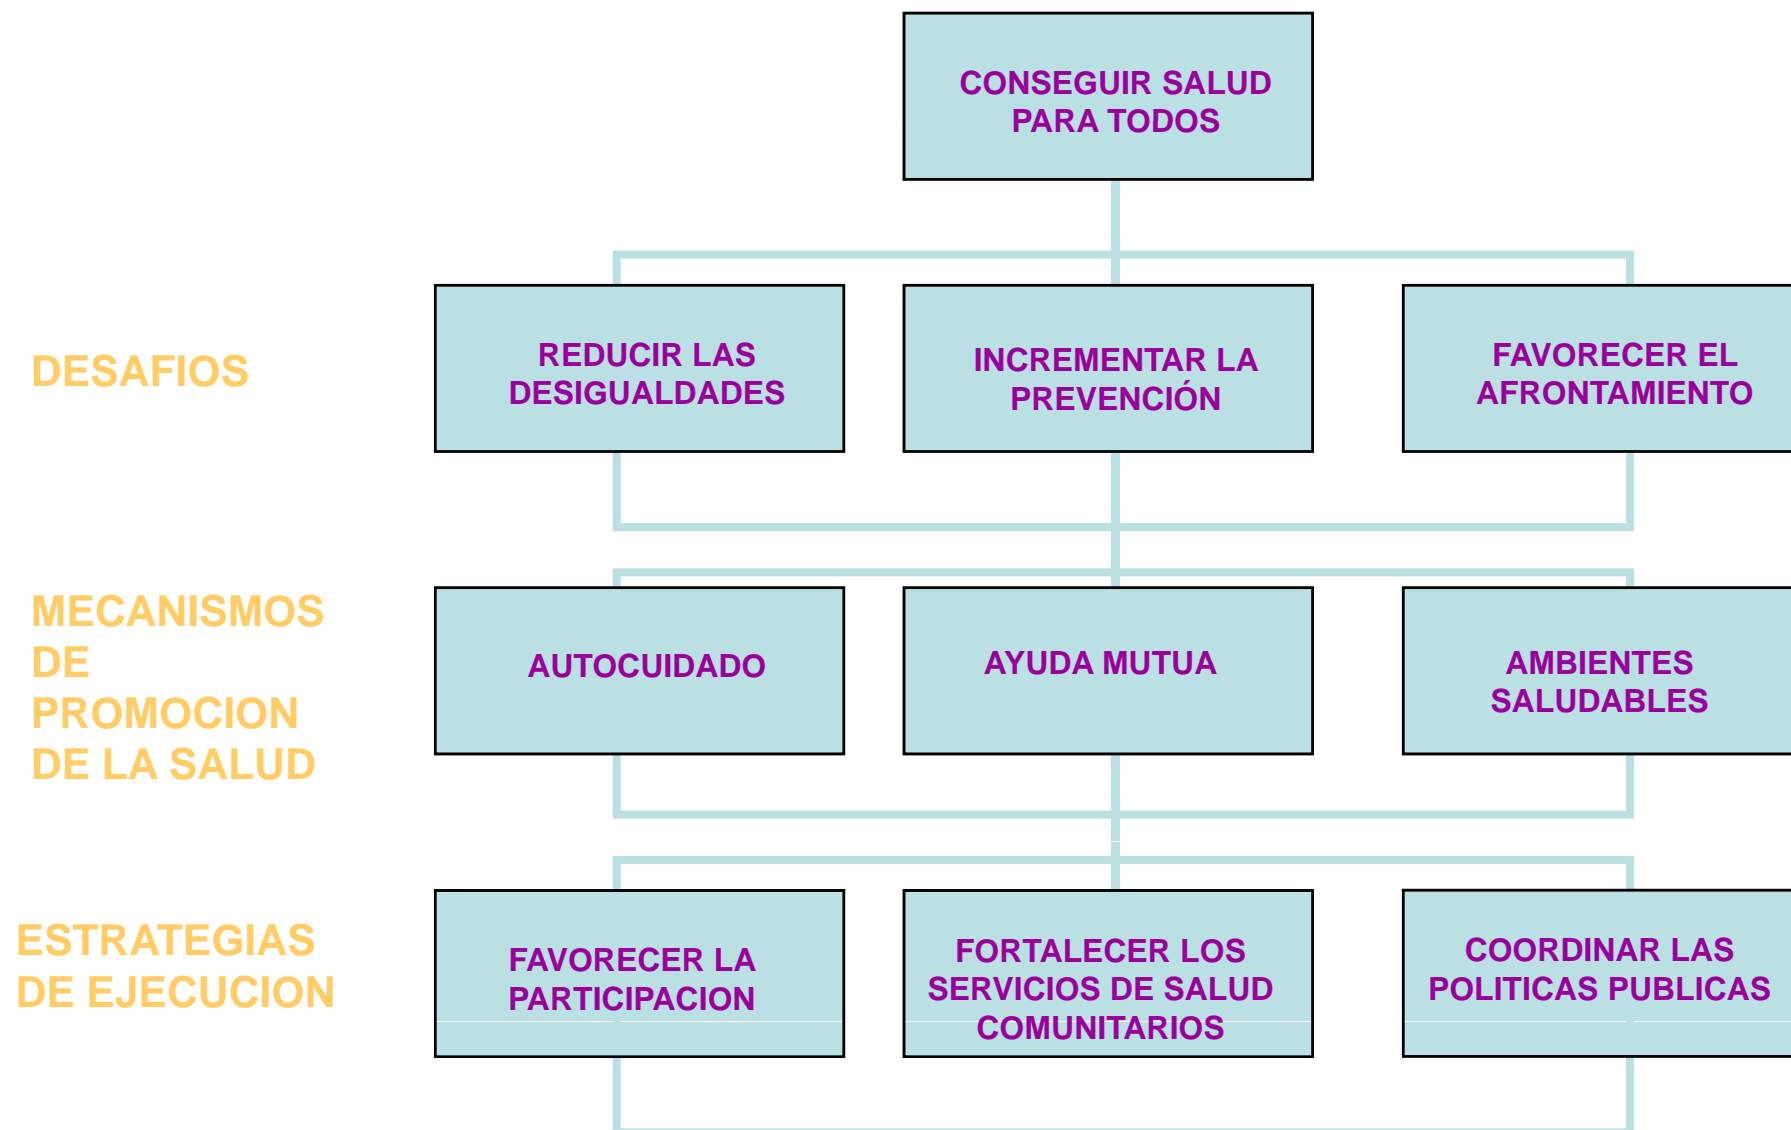 CONSEGUIR SALUD
PARA TODOS
DESAFIOS
REDUCIR LAS
DESIGUALDADES
INCREMENTAR LA
PREVENCIÓN
FAVORECER EL
AFRONTAMIENTO
MECANISMOS
DE
PROMOCION
DE LA SALUD
AUTOCUIDADO
AYUDA MUTUA
AMBIENTES
SALUDABLES
ESTRATEGIAS
DE EJECUCION
FAVORECER LA
PARTICIPACION
FORTALECER LOS
SERVICIOS DE SALUD
COMUNITARIOS
COORDINAR LAS
POLITICAS PUBLICAS